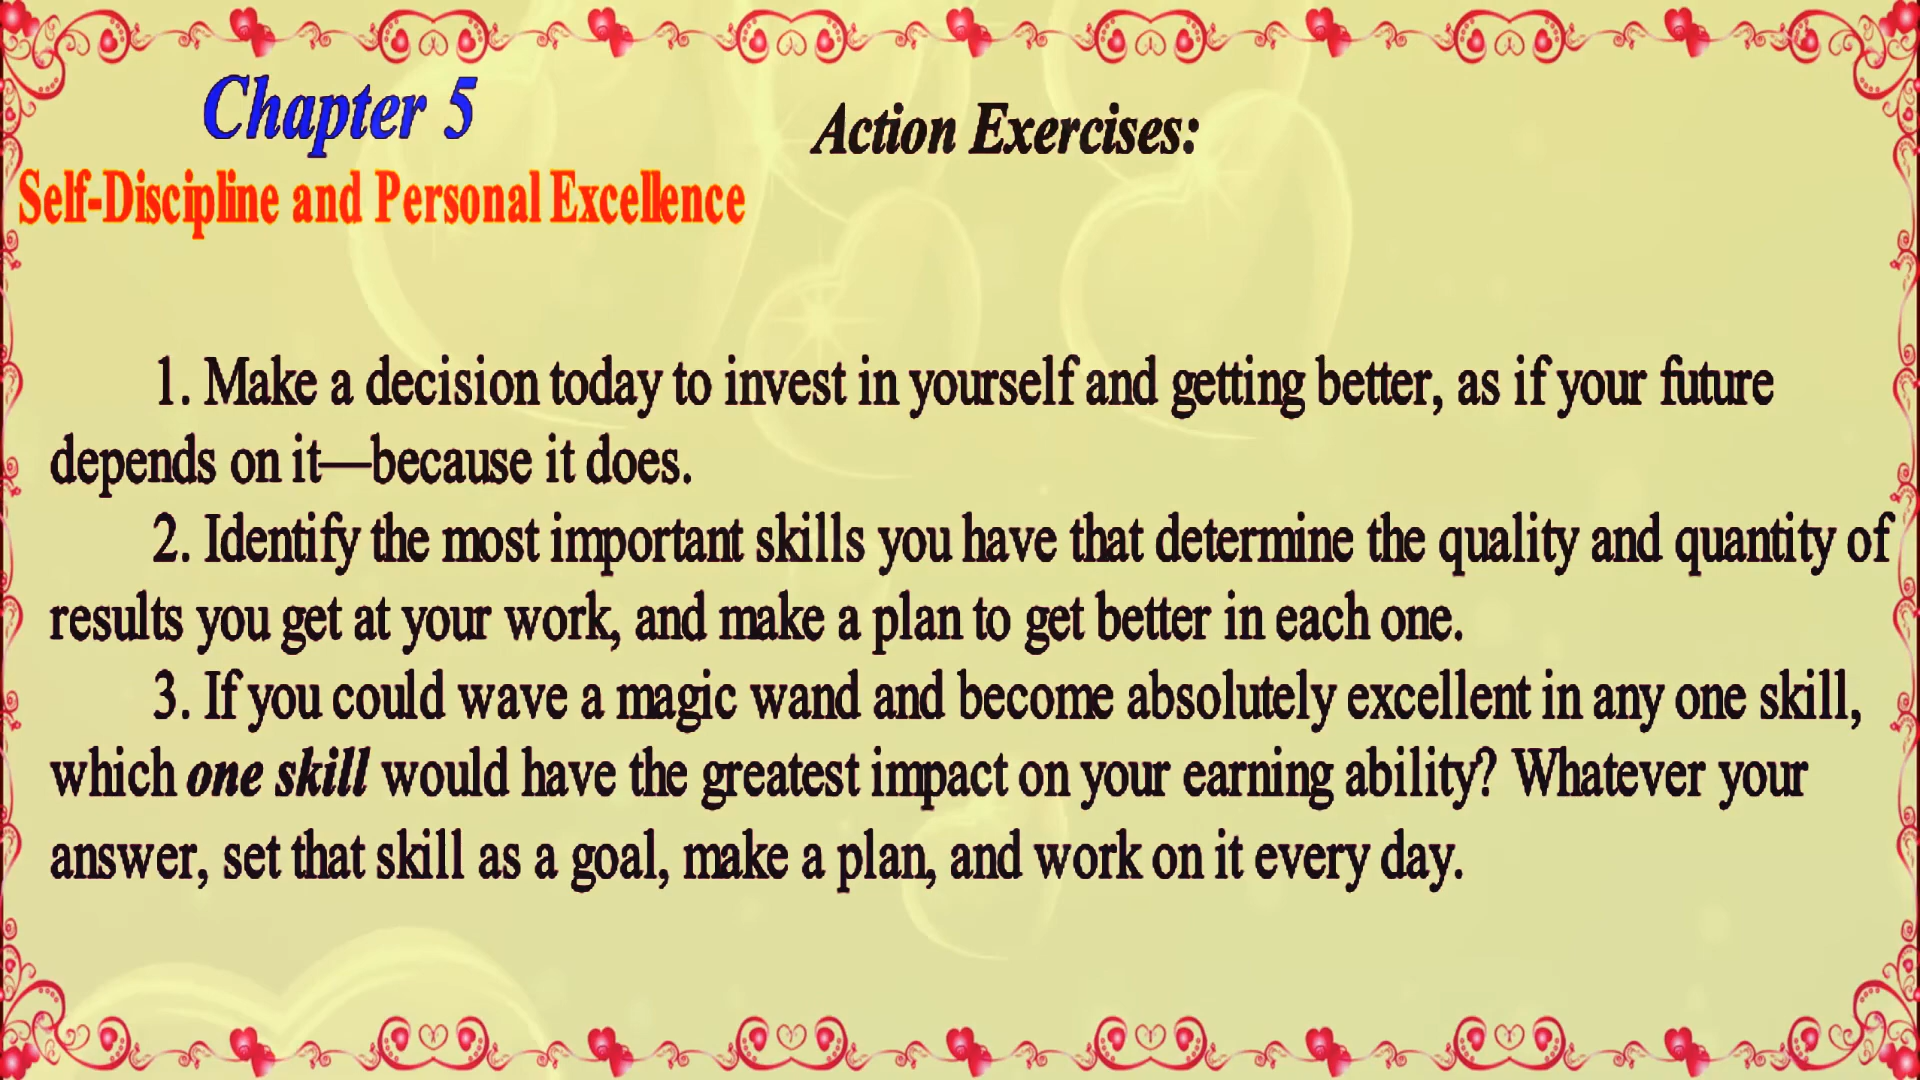 Chapter 5
Self-Discipline and Personal Excellence
Action Exercises:
1. Make a decision today to invest in yourself and getting better, as if your future
depends on it—because it does.
2. Identify the most important skills you have that determine the quality and quantity of
results you get at your work, and make a plan to get better in each one.
3. If you could wave a magic wand and become absolutely excellent in any one skill,
which one skill would have the greatest impact on your earning ability? Whatever your
answer, set that skill as a goal, make a plan, and work on it every day.